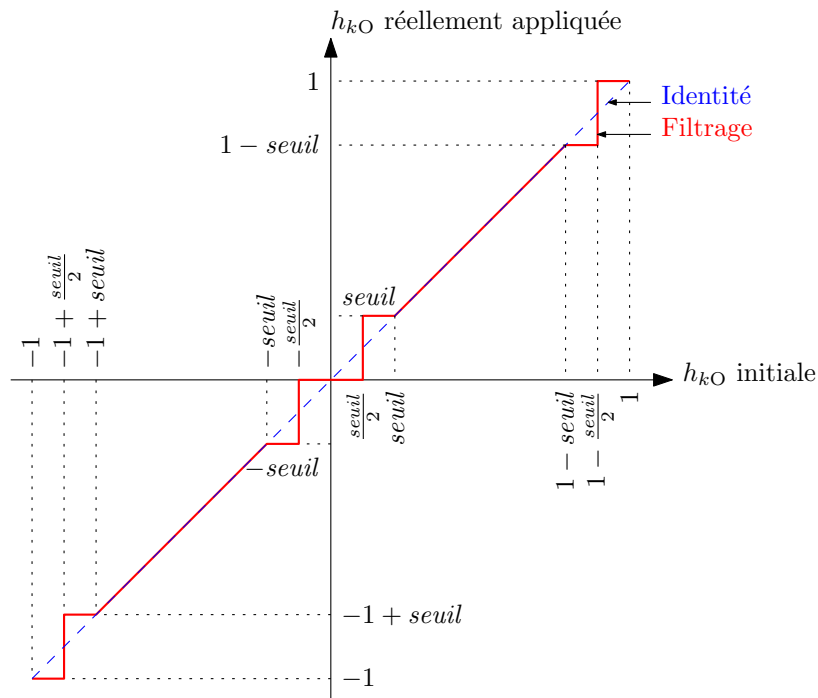 h_{kO} réellement appliquée
1
Identité
Filtrage
1 − seuil
−1
−1 + seuil/2
−1 + seuil
−seuil
−seuil/2
seuil
h_{kO} initiale
seuil/2
seuil
1 − seuil
1 − seuil/2
1
−seuil
−1 + seuil
−1